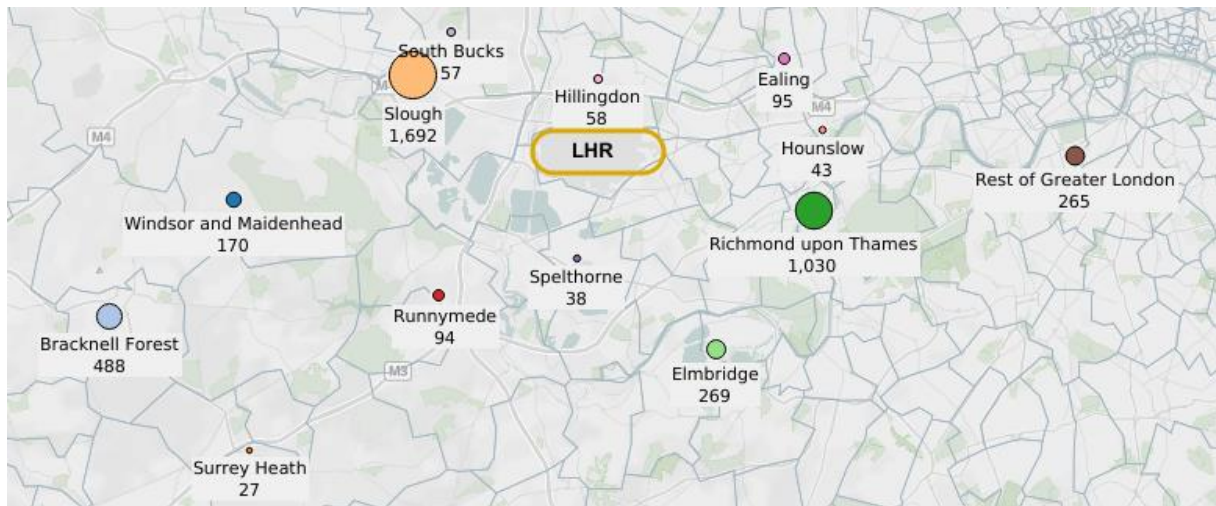 South Bucks
57
Slough
1,692
Hillingdon
58
Ealing
95
M4
M4
LHR
Hounslow
43
Rest of Greater London
265
Windsor and Maidenhead
170
Richmond upon Thames
1,030
Spelthorne
38
Runnymede
94
Bracknell Forest
488
Elmbridge
269
M3
Surrey Heath
27